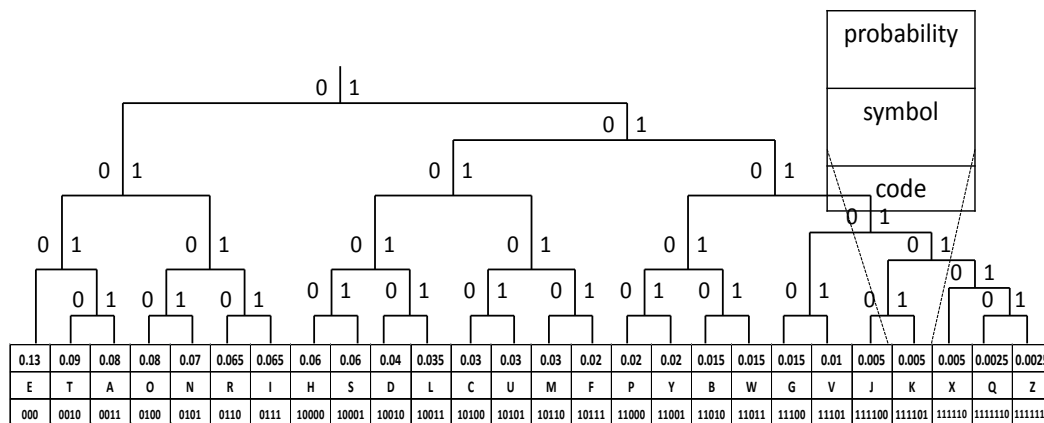 probability
0 1
symbol
0 1
0 1 0 1 0 1
code
0 1
0 1 0 1 0 1 0 1 0 1 0 1 0 1
0 1
0 1 0 1 0 1 0 1 0 1 0 1 0 1 0 1 0 1 0 1 0 1 0 1
0.13 0.09 0.08 0.08 0.07 0.065 0.065 0.06 0.06 0.04 0.035 0.03 0.03 0.03 0.02 0.02 0.02 0.015 0.015 0.015 0.01 0.005 0.005 0.005 0.0025 0.0025
E T A O N R I H S D L C U M F P Y B W G V J K X Q Z
000 0010 0011 0100 0101 0110 0111 10000 10001 10010 10011 10100 10101 10110 10111 11000 11001 11010 11011 11100 11101 111100 111101 111110 1111110 111111